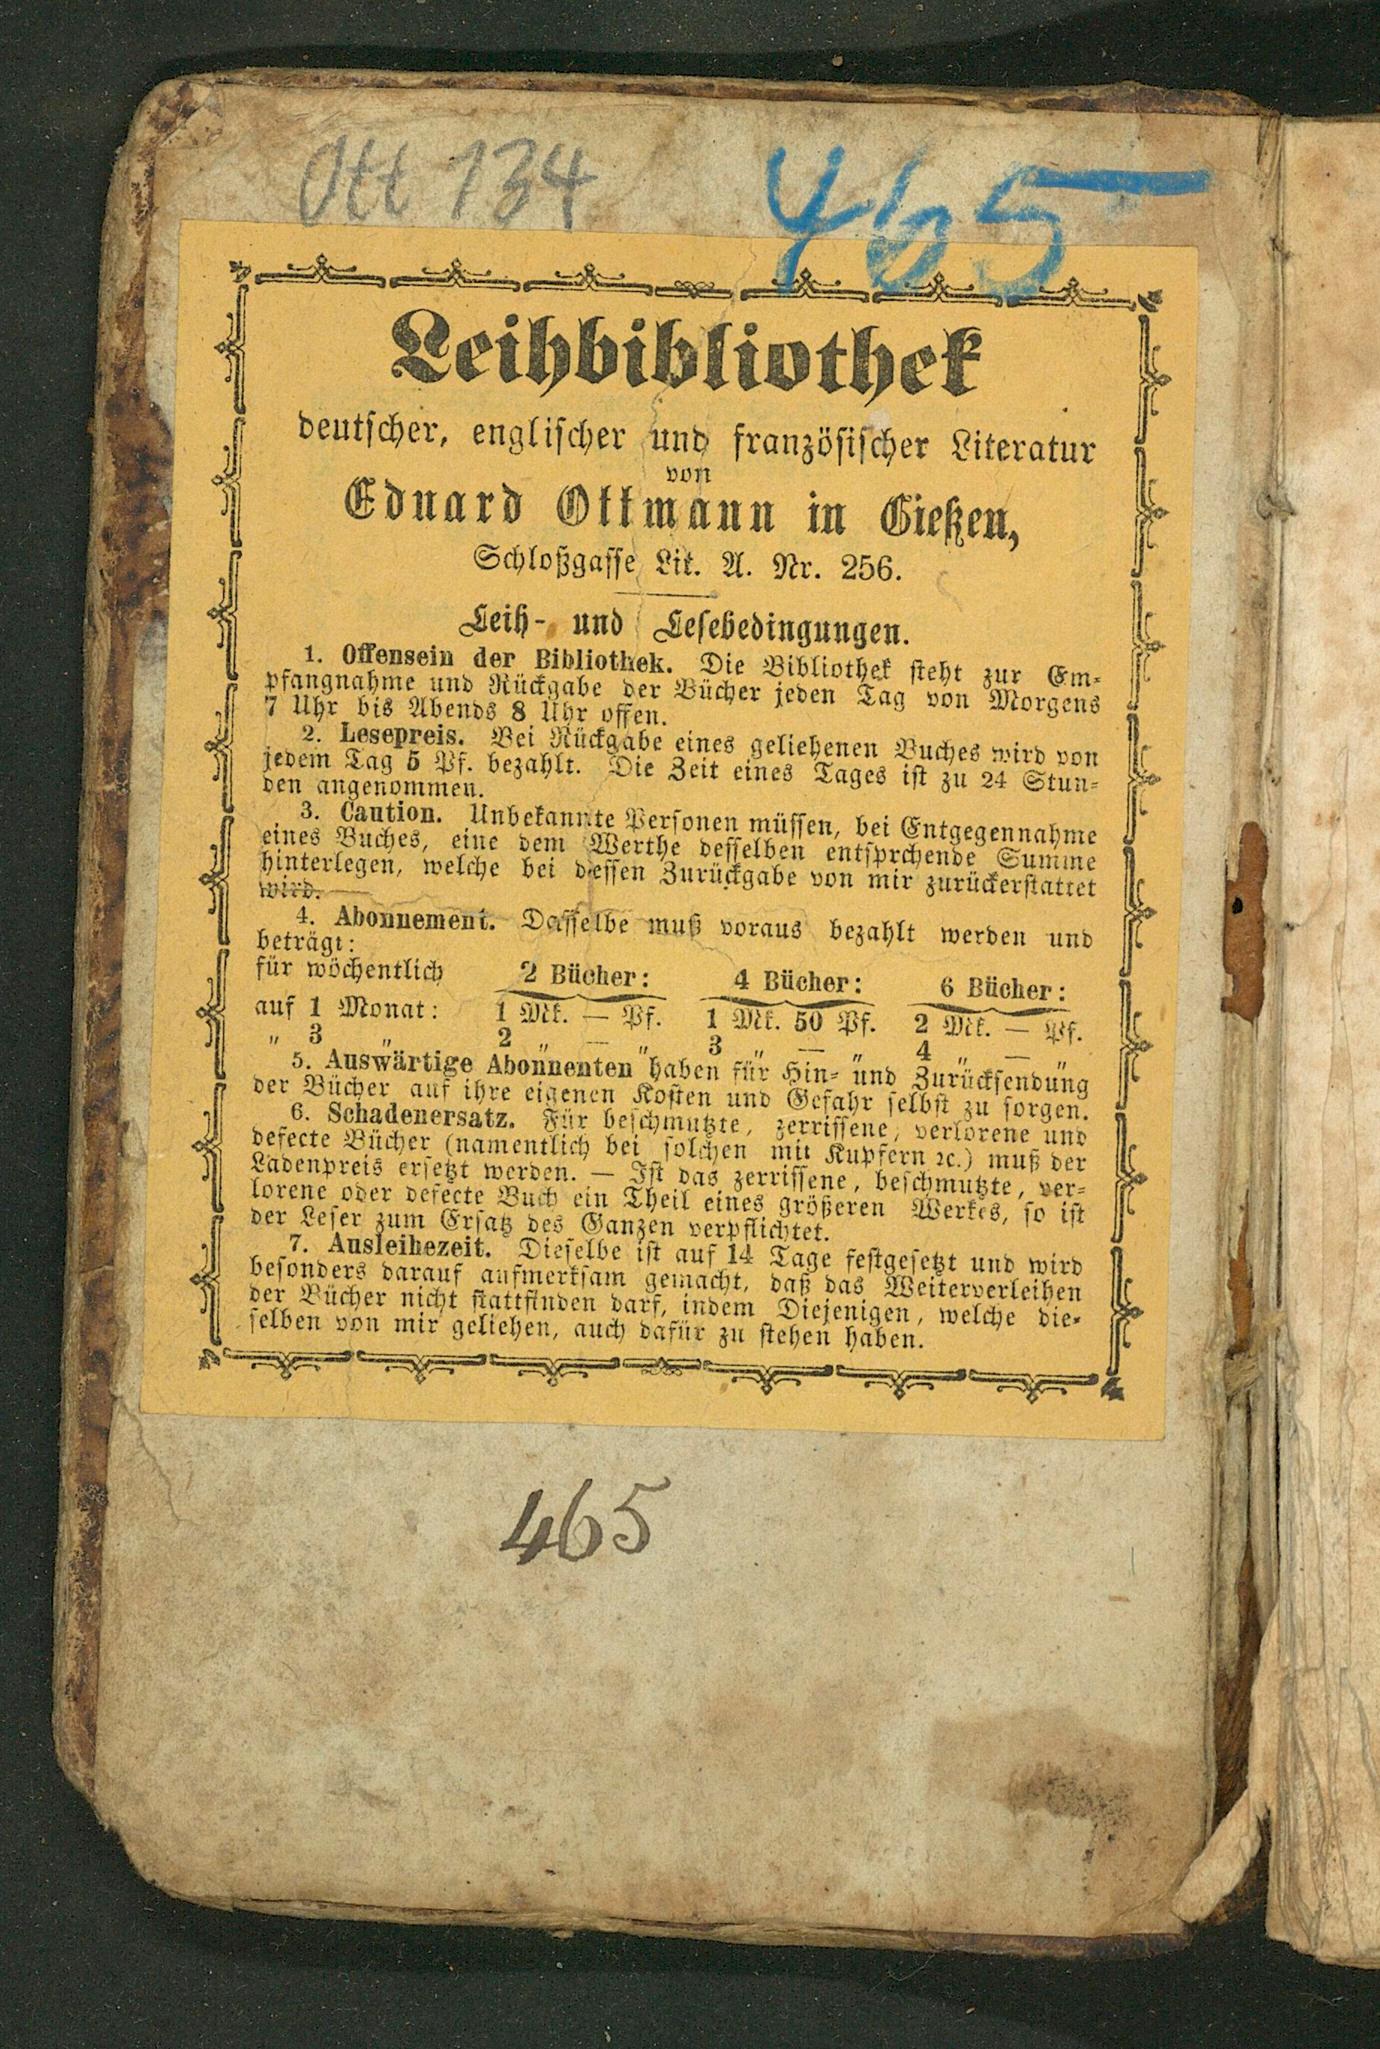 Ott 134
465
Leihbibliothek
deutscher, englischer und französischer Literatur
von
Eduard Ottmann in Gießen,
Schloßgasse Lit. A. Nr. 256.
Leih- und Lesebedingungen.
1. Offensein der Bibliothek. Die Bibliothek steht zur Em-
pfangnahme und Rückgabe der Bücher jeden Tag von Morgens
7 Uhr bis Abends 8 Uhr offen.
2. Lesepreis. Bei Rückgabe eines geliehenen Buches wird von
jedem Tag 5 Pf. bezahlt. Die Zeit eines Tages ist zu 24 Stun-
den angenommen.
3. Caution. Unbekannte Personen müssen, bei Entgegennahme
eines Buches, eine dem Werthe desselben entsprchende Summe
hinterlegen, welche bei dessen Zurückgabe von mir zurückerstattet
wird.
4. Abonnement. Dasselbe muß voraus bezahlt werden und
beträgt:
für wöchentlich 2 Bücher: 4 Bücher: 6 Bücher:
auf 1 Monat: 1 Mk. — Pf. 1 Mk. 50 Pf. 2 Mk. — Pf.
" 3 " 2 " — " 3 " — " 4 " — "
5. Auswärtige Abonnenten haben für Hin- und Zurücksendung
der Bücher auf ihre eigenen Kosten und Gefahr selbst zu sorgen.
6. Schadenersatz. Für beschmutzte, zerrissene, verlorene und
defecte Bücher (namentlich bei solchen mit Kupfern ꝛc.) muß der
Ladenpreis ersetzt werden. — Ist das zerrissene, beschmutzte, ver-
lorene oder defecte Buch ein Theil eines größeren Werkes, so ist
der Leser zum Ersatz des Ganzen verpflichtet.
7. Ausleihezeit. Dieselbe ist auf 14 Tage festgesetzt und wird
besonders darauf aufmerksam gemacht, daß das Weiterverleihen
der Bücher nicht stattfinden darf, indem Diejenigen, welche die-
selben von mir geliehen, auch dafür zu stehen haben.
465